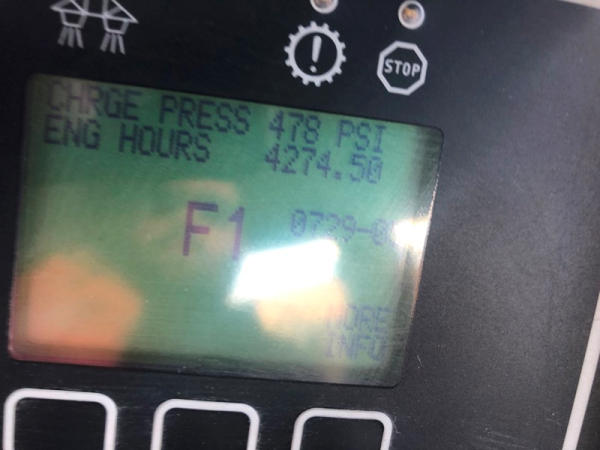 STOP
CHRGE PRESS 478 PSI
ENG HOURS 4274.50
F1
MORE
INFO